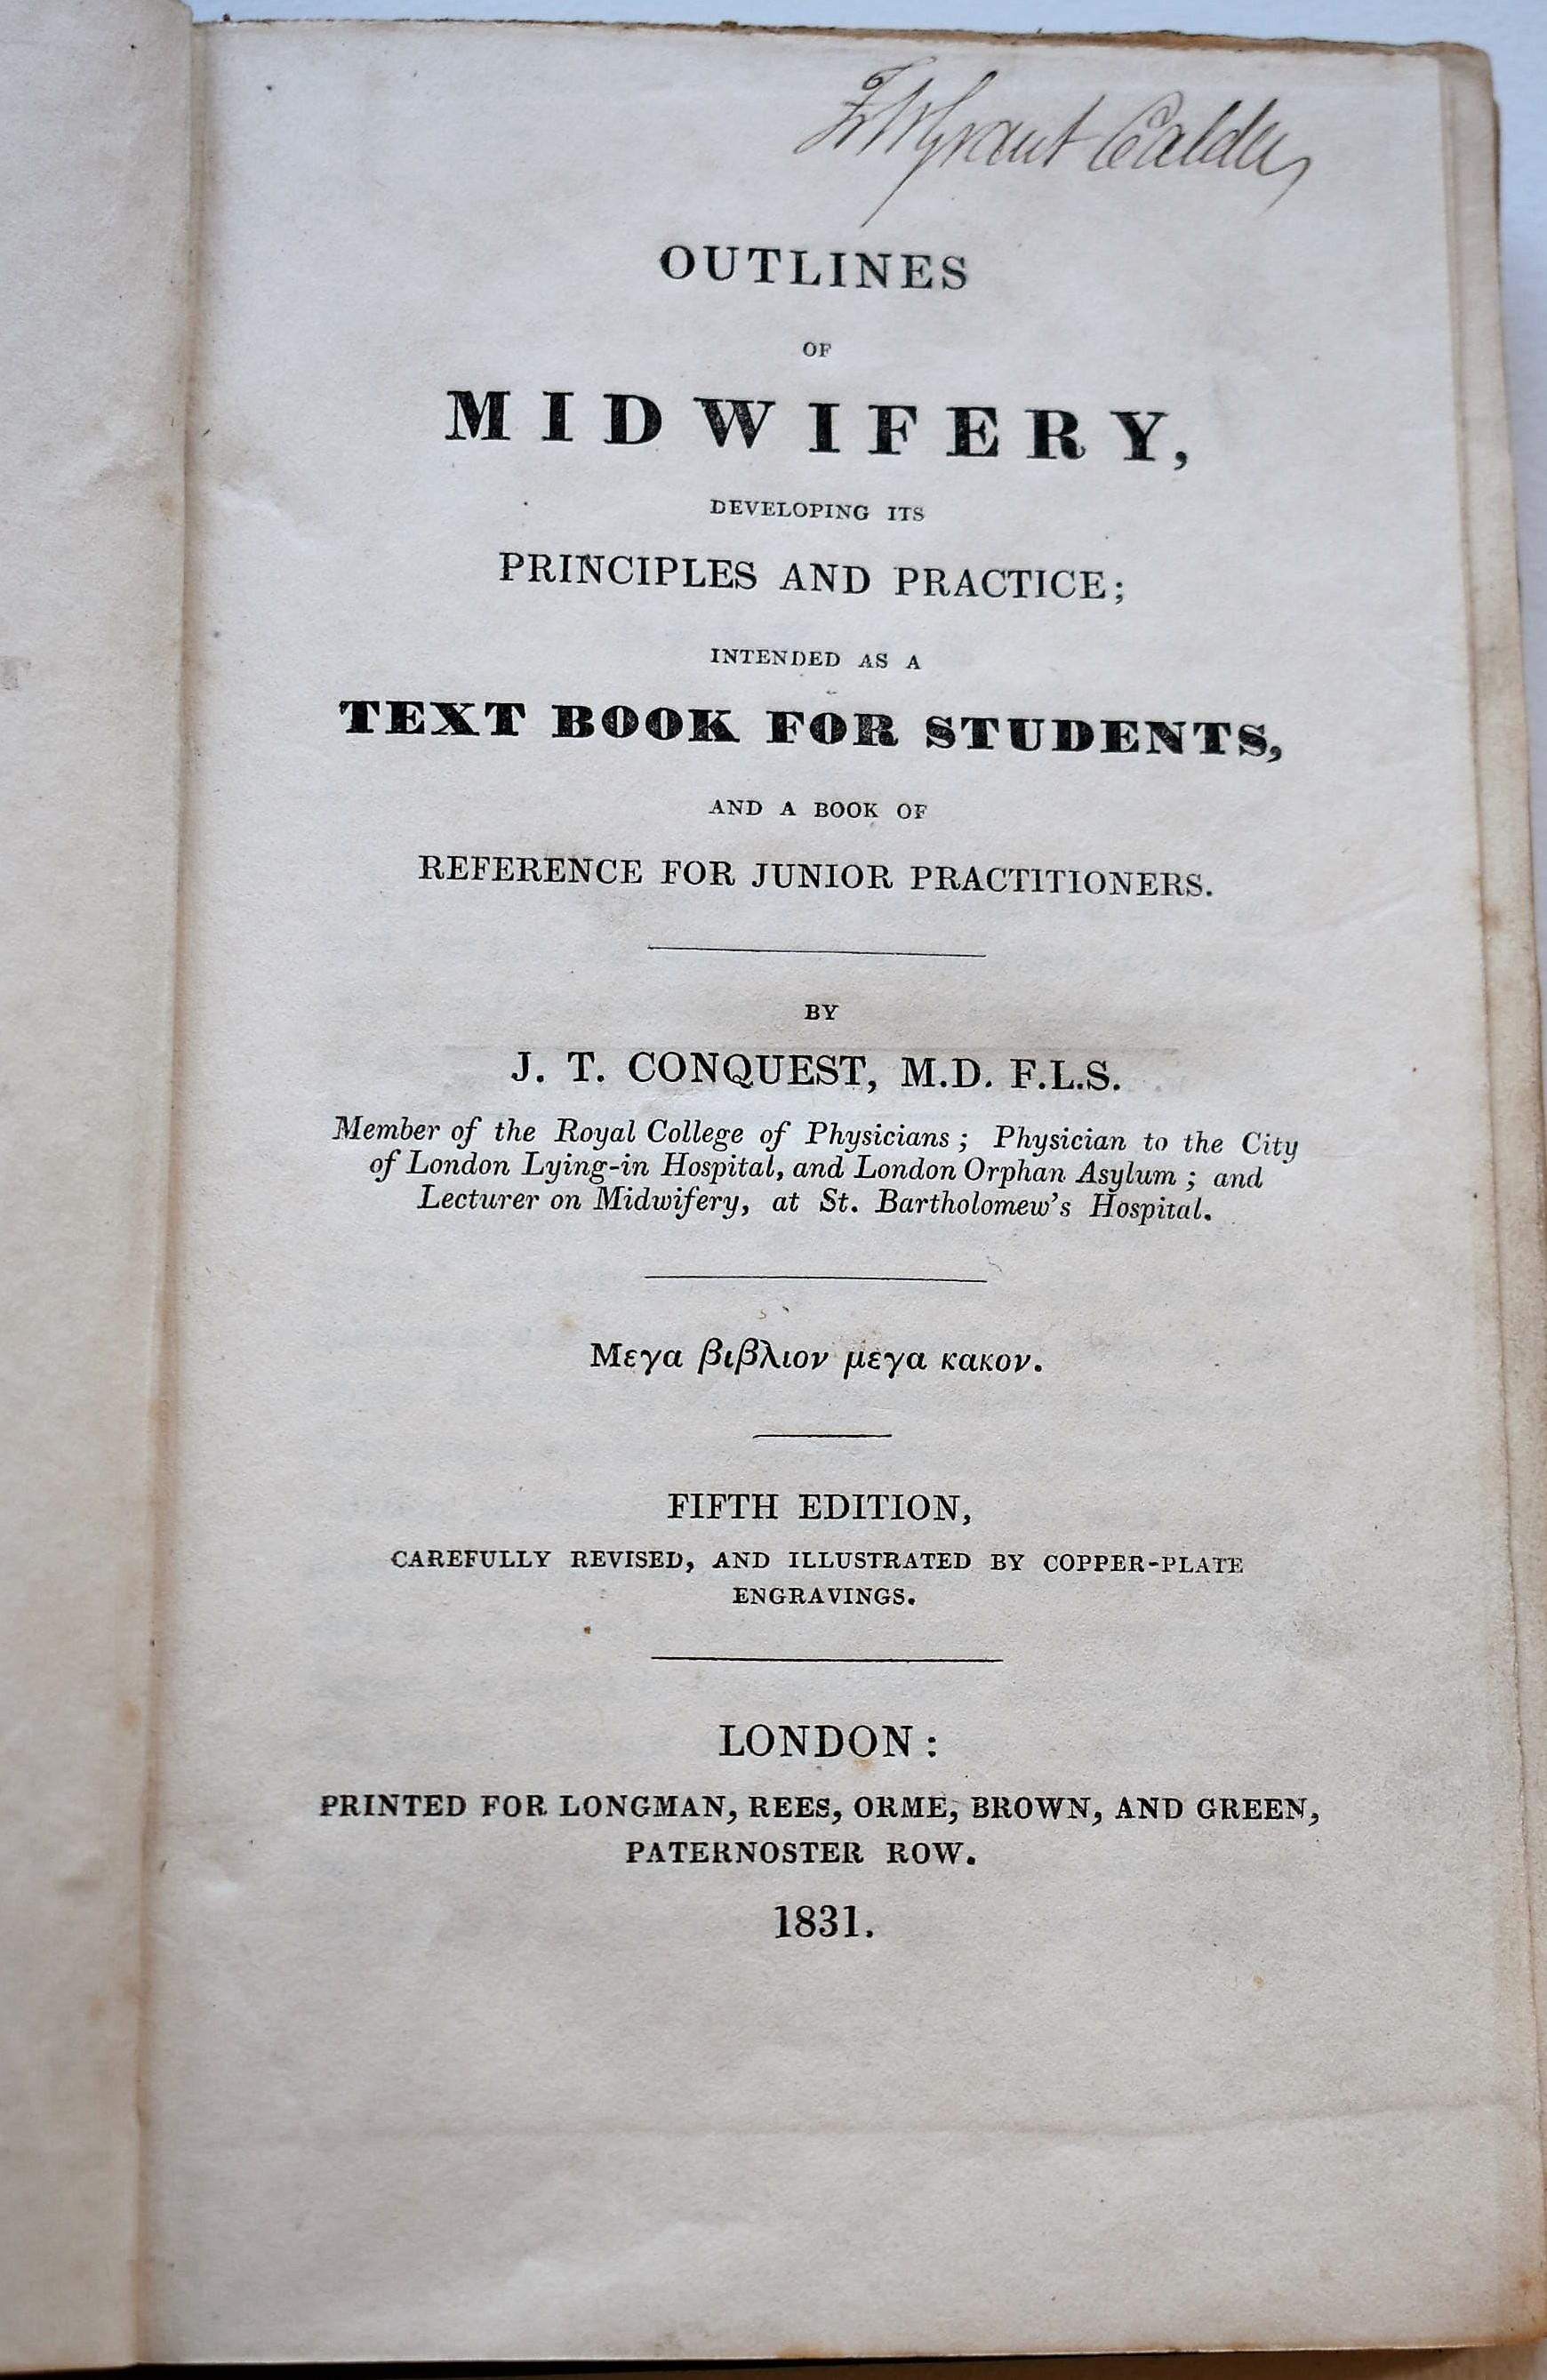 Grant Calder
OUTLINES
OF
MIDWIFERY,
DEVELOPING ITS
PRINCIPLES AND PRACTICE;
INTENDED AS A
TEXT BOOK FOR STUDENTS,
AND A BOOK OF
REFERENCE FOR JUNIOR PRACTITIONERS.
BY
J. T. CONQUEST, M.D. F.L.S.
Member of the Royal College of Physicians; Physician to the City
of London Lying-in Hospital, and London Orphan Asylum; and
Lecturer on Midwifery, at St. Bartholomew's Hospital.
Μεγα βιβλιον μεγα κακον.
FIFTH EDITION,
CAREFULLY REVISED, AND ILLUSTRATED BY COPPER-PLATE
ENGRAVINGS.
LONDON:
PRINTED FOR LONGMAN, REES, ORME, BROWN, AND GREEN,
PATERNOSTER ROW.
1831.